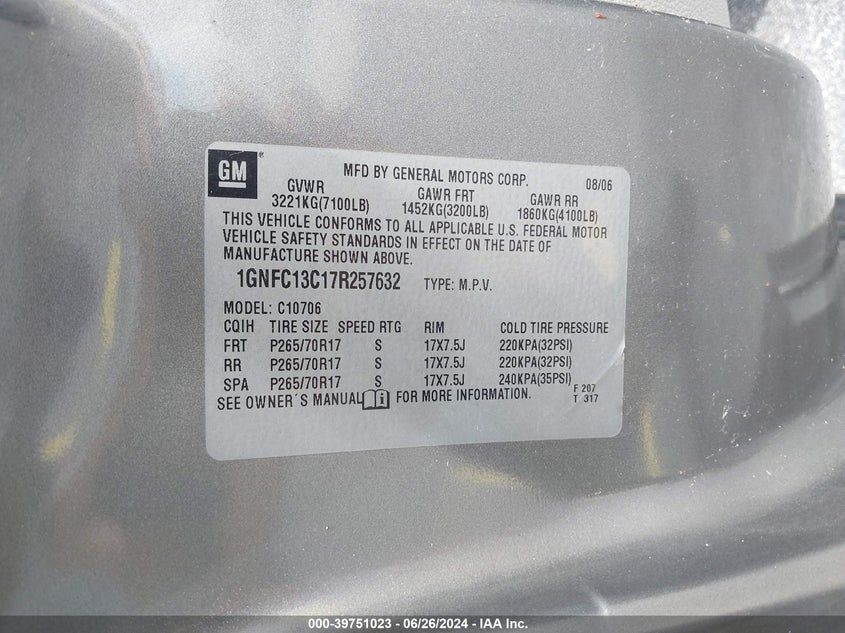 GM
MFD BY GENERAL MOTORS CORP. 08/06
GVWR GAWR FRT GAWR RR
3221KG(7100LB) 1452KG(3200LB) 1860KG(4100LB)
THIS VEHICLE CONFORMS TO ALL APPLICABLE U.S. FEDERAL MOTOR
VEHICLE SAFETY STANDARDS IN EFFECT ON THE DATE OF
MANUFACTURE SHOWN ABOVE.
1GNFC13C17R257632 TYPE: M.P.V.
MODEL: C10706
CQIH TIRE SIZE SPEED RTG RIM COLD TIRE PRESSURE
FRT P265/70R17 S 17X7.5J 220KPA(32PSI)
RR P265/70R17 S 17X7.5J 220KPA(32PSI)
SPA P265/70R17 S 17X7.5J 240KPA(35PSI)
SEE OWNER´S MANUAL FOR MORE INFORMATION.
F 207
T 317
000-39751023 - 06/26/2024 - IAA Inc.